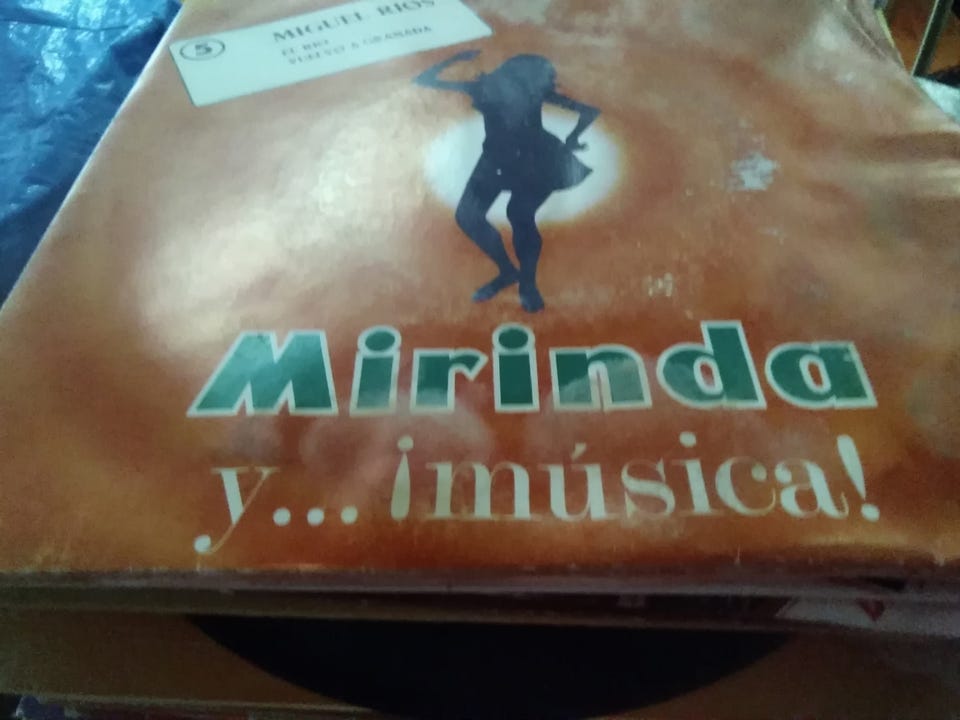 5
MIGUEL RIOS
EL RIO
VUELVO A GRANADA
Mirinda
y... ¡música!